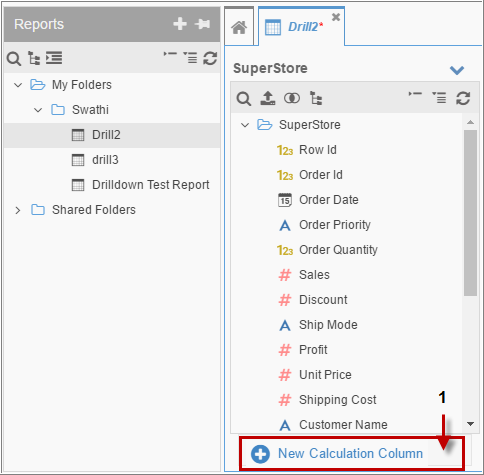 Reports
My Folders
Swathi
Drill2
drill3
Drilldown Test Report
Shared Folders
Drill2*
SuperStore
SuperStore
123 Row Id
123 Order Id
15 Order Date
A Order Priority
123 Order Quantity
# Sales
# Discount
A Ship Mode
# Profit
# Unit Price
# Shipping Cost
A Customer Name
1
New Calculation Column